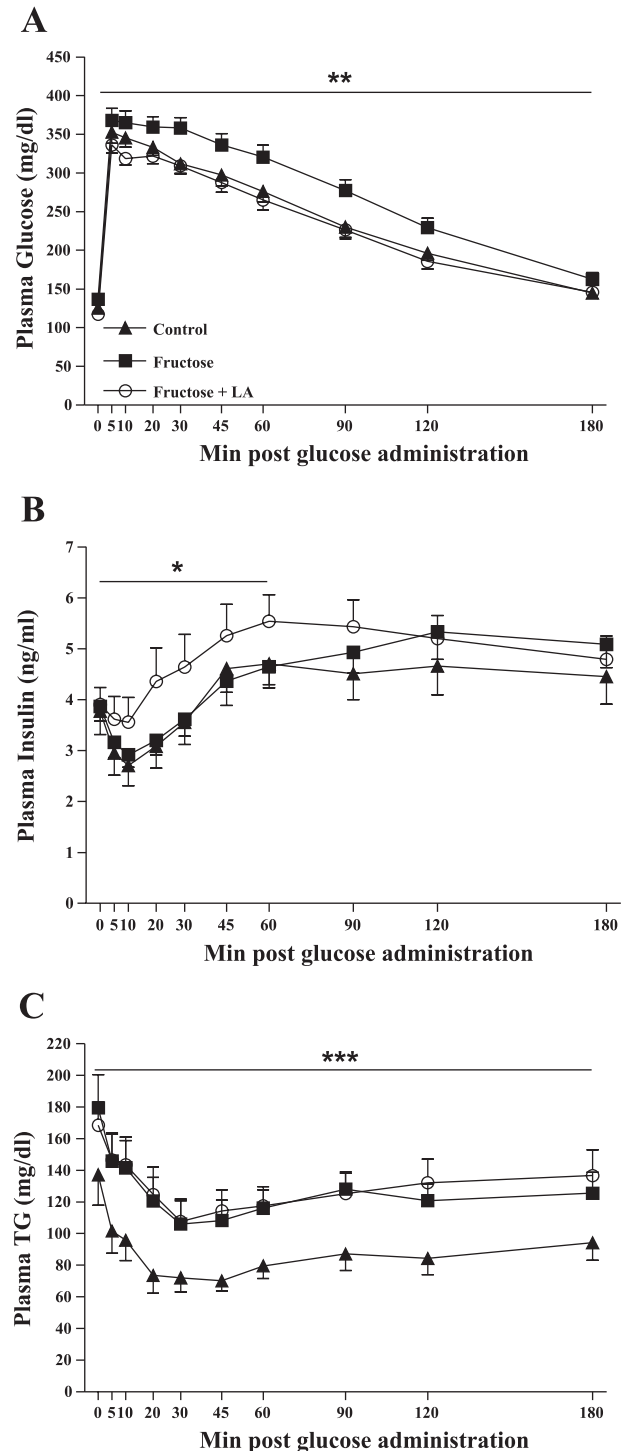 A
450
400
350
300
250
200
150
100
50
0
Plasma Glucose (mg/dl)
**
Control
Fructose
Fructose + LA
0 5 10 20 30 45 60 90 120 180
Min post glucose administration
B
7
6
5
4
3
2
1
0
Plasma Insulin (ng/ml)
*
0 5 10 20 30 45 60 90 120 180
Min post glucose administration
C
220
200
180
160
140
120
100
80
60
40
20
0
Plasma TG (mg/dl)
***
0 5 10 20 30 45 60 90 120 180
Min post glucose administration